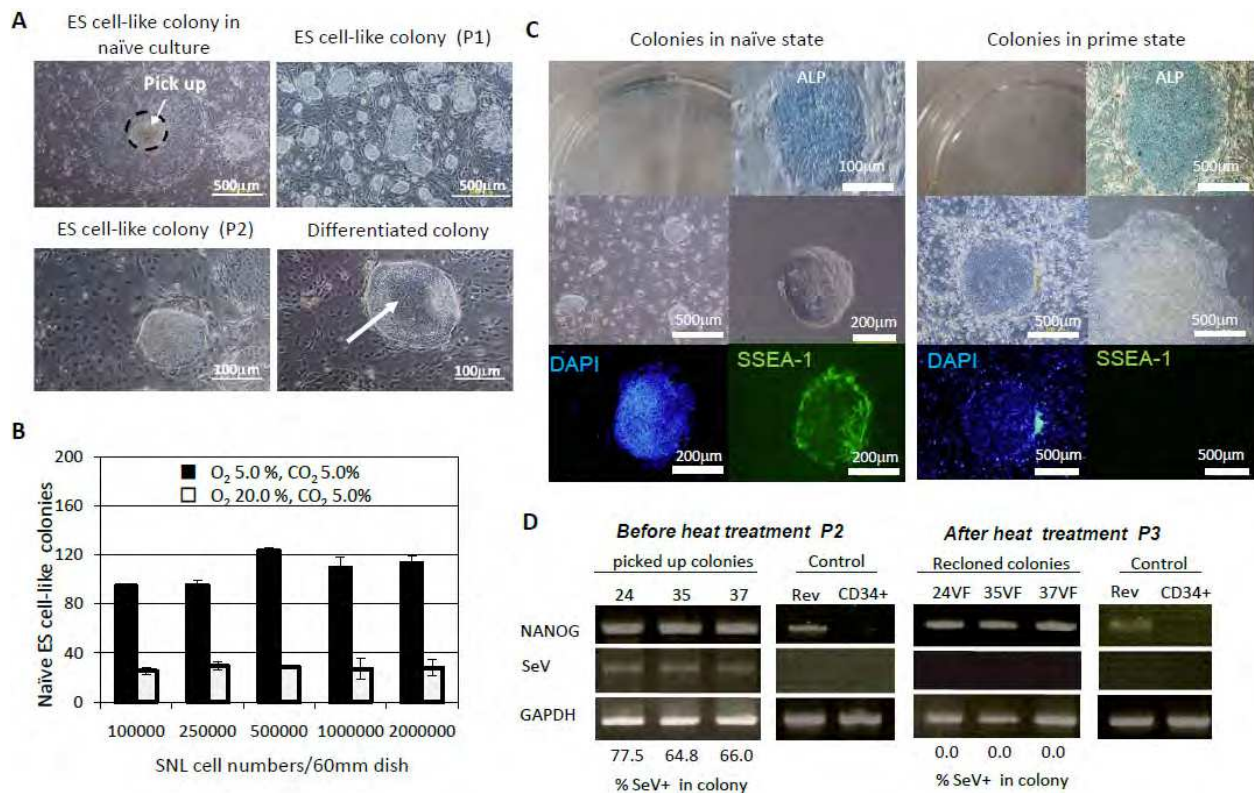 A
ES cell-like colony in
naïve culture
Pick up
500μm
ES cell-like colony (P1)
500μm
ES cell-like colony (P2)
100μm
Differentiated colony
100μm
B
Naïve ES cell-like colonies
200
160
120
80
40
0
O₂ 5.0 %, CO₂ 5.0%
O₂ 20.0 %, CO₂ 5.0%
100000 250000 500000 1000000 2000000
SNL cell numbers/60mm dish
C
Colonies in naïve state
ALP
100μm
500μm
200μm
DAPI
200μm
SSEA-1
200μm
Colonies in prime state
ALP
500μm
500μm
500μm
DAPI
500μm
SSEA-1
500μm
D
Before heat treatment P2
picked up colonies
24 35 37
Control
Rev CD34+
After heat treatment P3
Recloned colonies
24VF 35VF 37VF
Control
Rev CD34+
NANOG
SeV
GAPDH
77.5 64.8 66.0
% SeV+ in colony
0.0 0.0 0.0
% SeV+ in colony